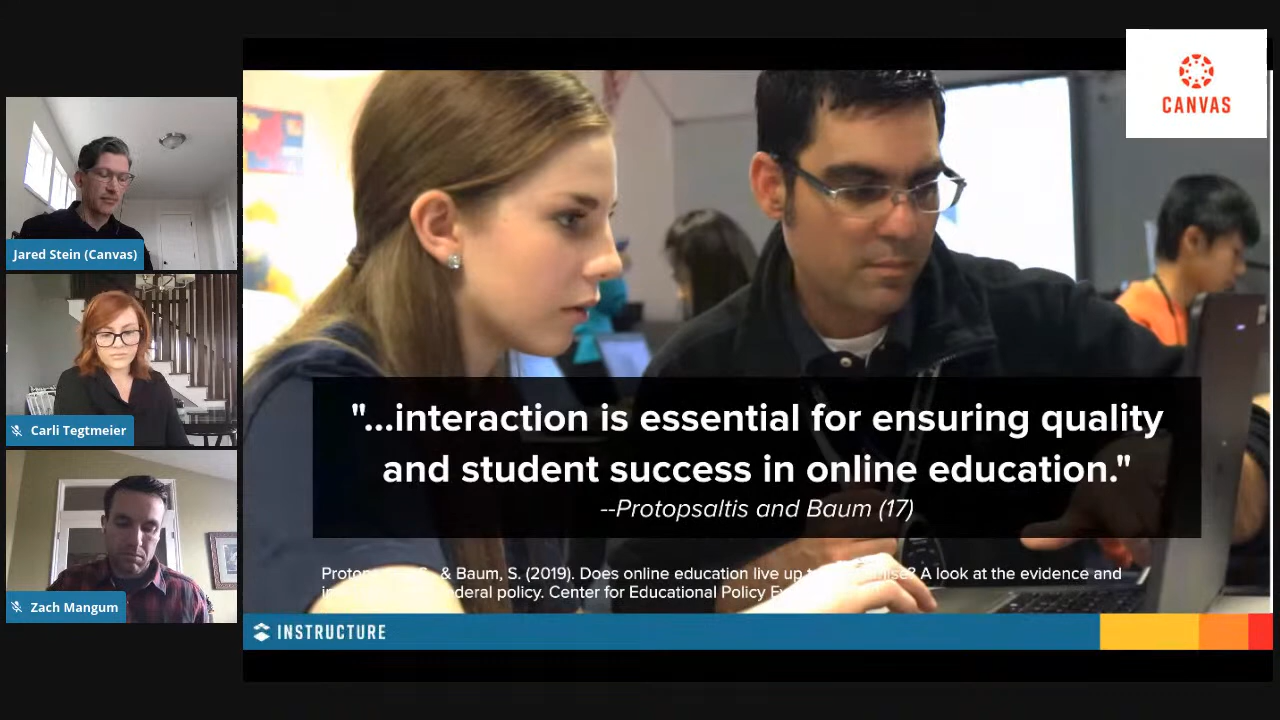 CANVAS
Jared Stein (Canvas)
Carli Tegtmeier
Zach Mangum
"...interaction is essential for ensuring quality
and student success in online education."
--Protopsaltis and Baum (17)
& Baum, S. (2019). Does online education live up A look at the evidence and
policy. Center for Educational Policy
INSTRUCTURE